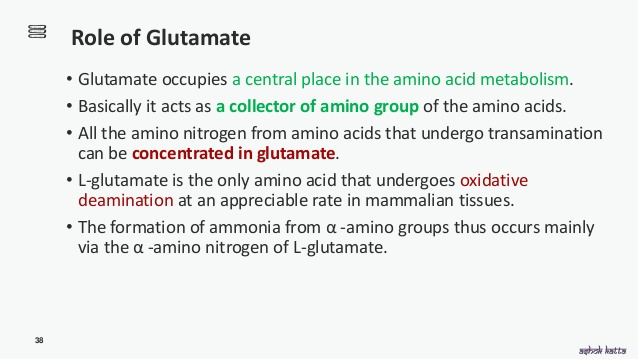 Role of Glutamate
• Glutamate occupies a central place in the amino acid metabolism.
• Basically it acts as a collector of amino group of the amino acids.
• All the amino nitrogen from amino acids that undergo transamination
can be concentrated in glutamate.
• L-glutamate is the only amino acid that undergoes oxidative
deamination at an appreciable rate in mammalian tissues.
• The formation of ammonia from α -amino groups thus occurs mainly
via the α -amino nitrogen of L-glutamate.
38
Ashok Katta